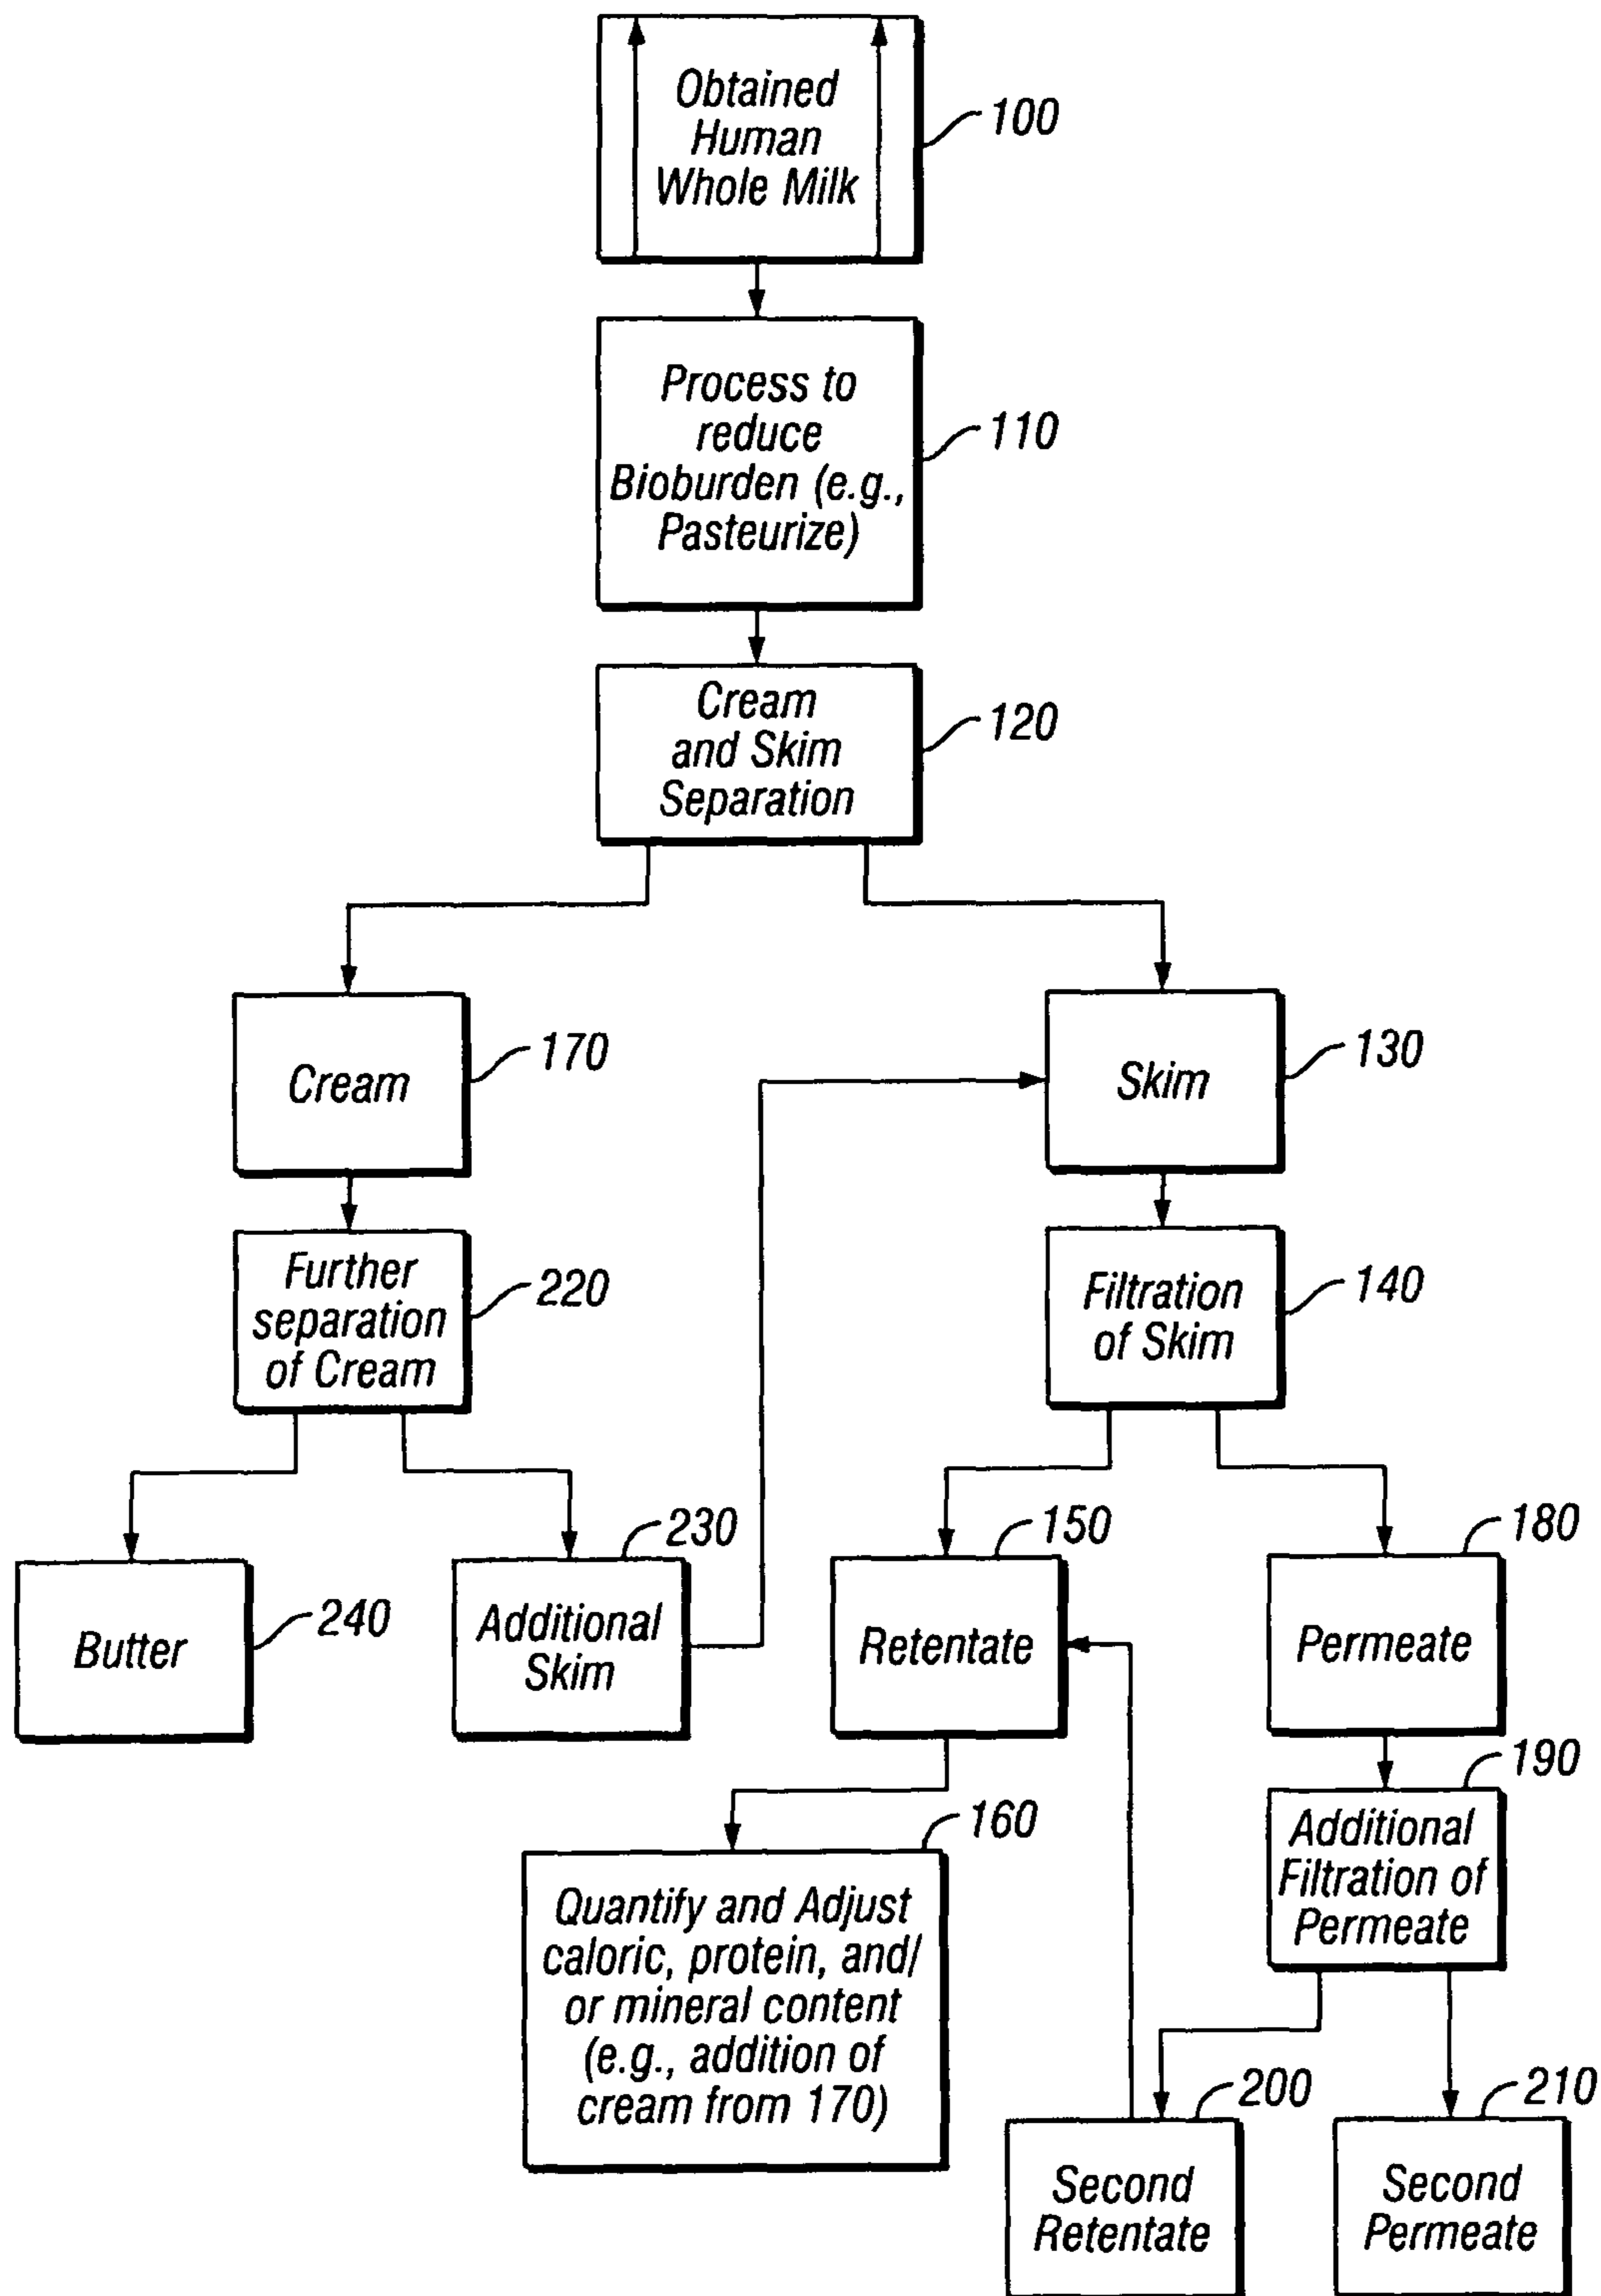 Obtained
Human
Whole Milk
100
Process to
reduce
Bioburden (e.g.,
Pasteurize)
110
Cream
and Skim
Separation
120
Cream
170
Skim
130
Further
separation
of Cream
220
Filtration
of Skim
140
Butter
240
Additional
Skim
230
Retentate
150
Permeate
180
Quantify and Adjust
caloric, protein, and/
or mineral content
(e.g., addition of
cream from 170)
160
Additional
Filtration of
Permeate
190
Second
Retentate
200
Second
Permeate
210